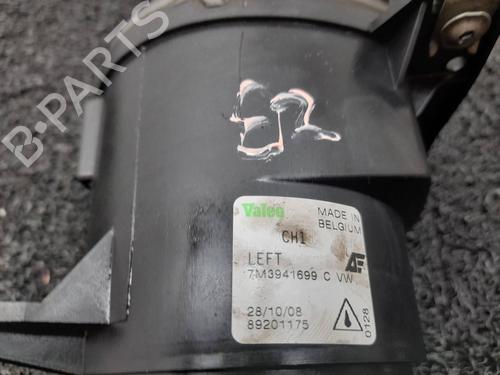 B-PARTS
Valeo
MADE IN
BELGIUM
CH1
LEFT
7M3941699 C VW
28/10/08
89201175
0128